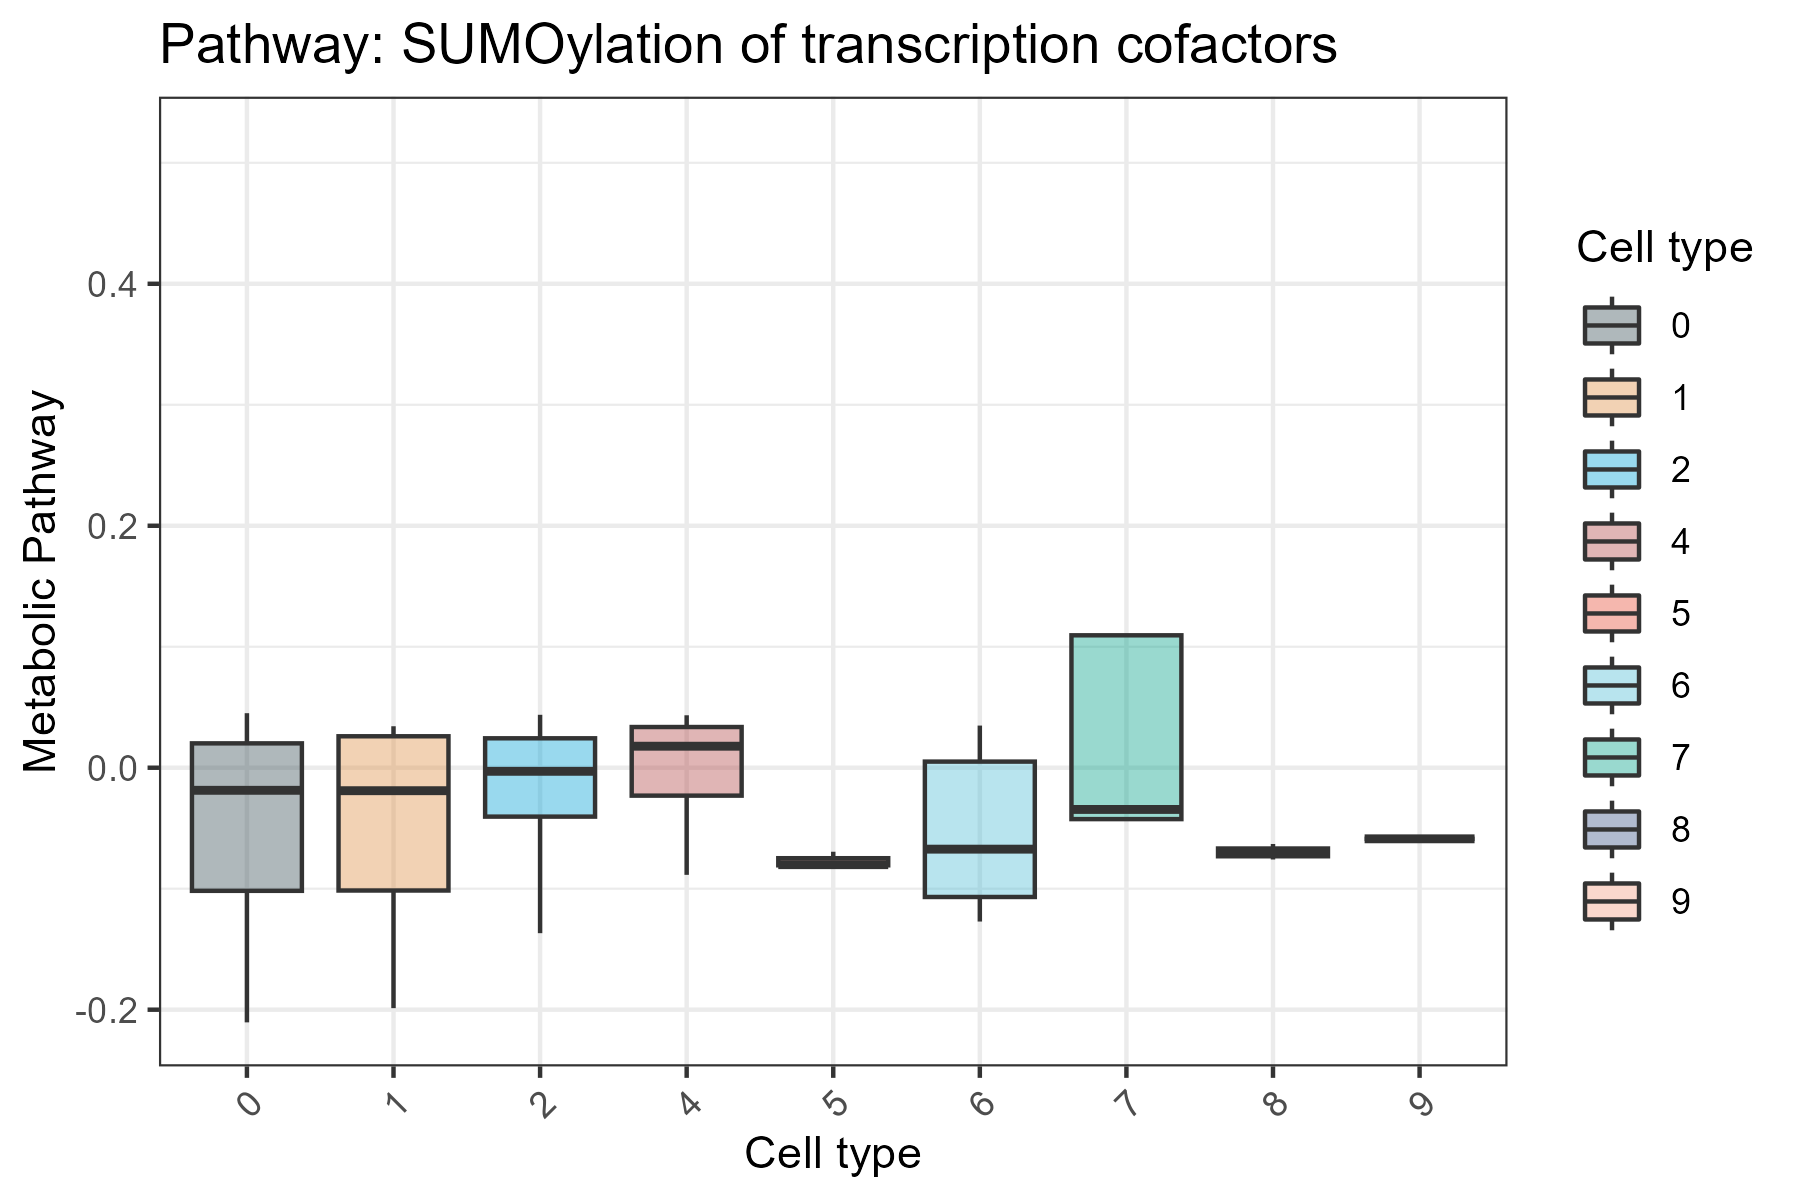 Pathway: SUMOylation of transcription cofactors
Metabolic Pathway
0.4
0.2
0.0
-0.2
0 1 2 4 5 6 7 8 9
Cell type
Cell type
0
1
2
4
5
6
7
8
9